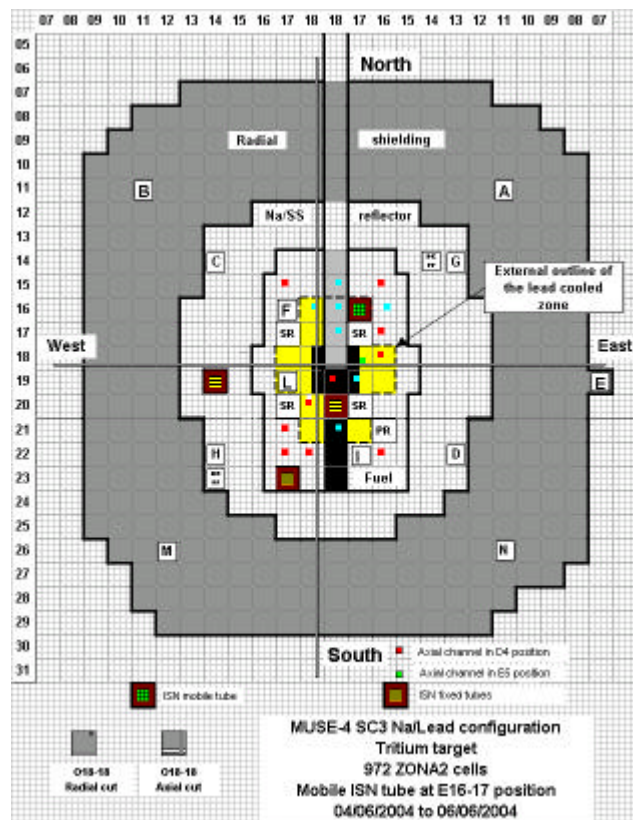 07 08 09 10 11 12 13 14 15 16 17 18 18 17 16 15 14 13 12 11 10 09 08 07
05
06
North
07
08
09
Radial shielding
10
11
B A
12
Na/SS reflector
13
14
C G
External outline of
the lead cooled
zone
15
16
F
17
SR SR
West East
18
19
L E
20
SR SR
21
PR
22
H I D
23
Fuel
24
25
26
M N
27
28
29
30
South
Axial channel in D4 position
31
Axial channel in E5 position
ISN mobile tube
ISN fixed tubes
MUSE-4 SC3 Na/Lead configuration
Tritium target
972 ZONA2 cells
Mobile ISN tube at E16-17 position
04/06/2004 to 06/06/2004
O18-18
Radial cut
O18-18
Axial cut